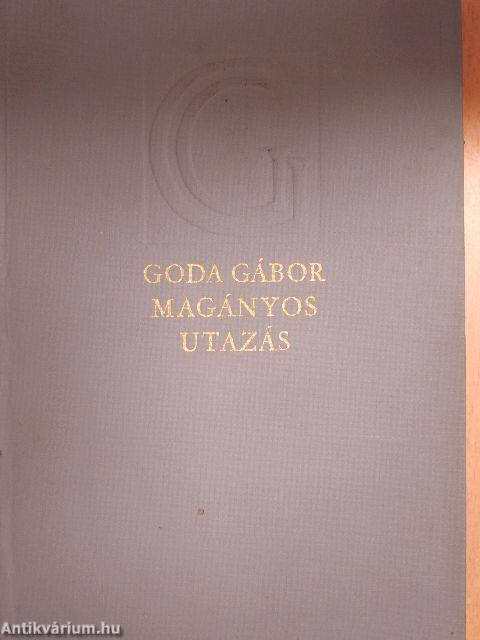 G
GODA GÁBOR
MAGÁNYOS
UTAZÁS
Antikvárium.hu